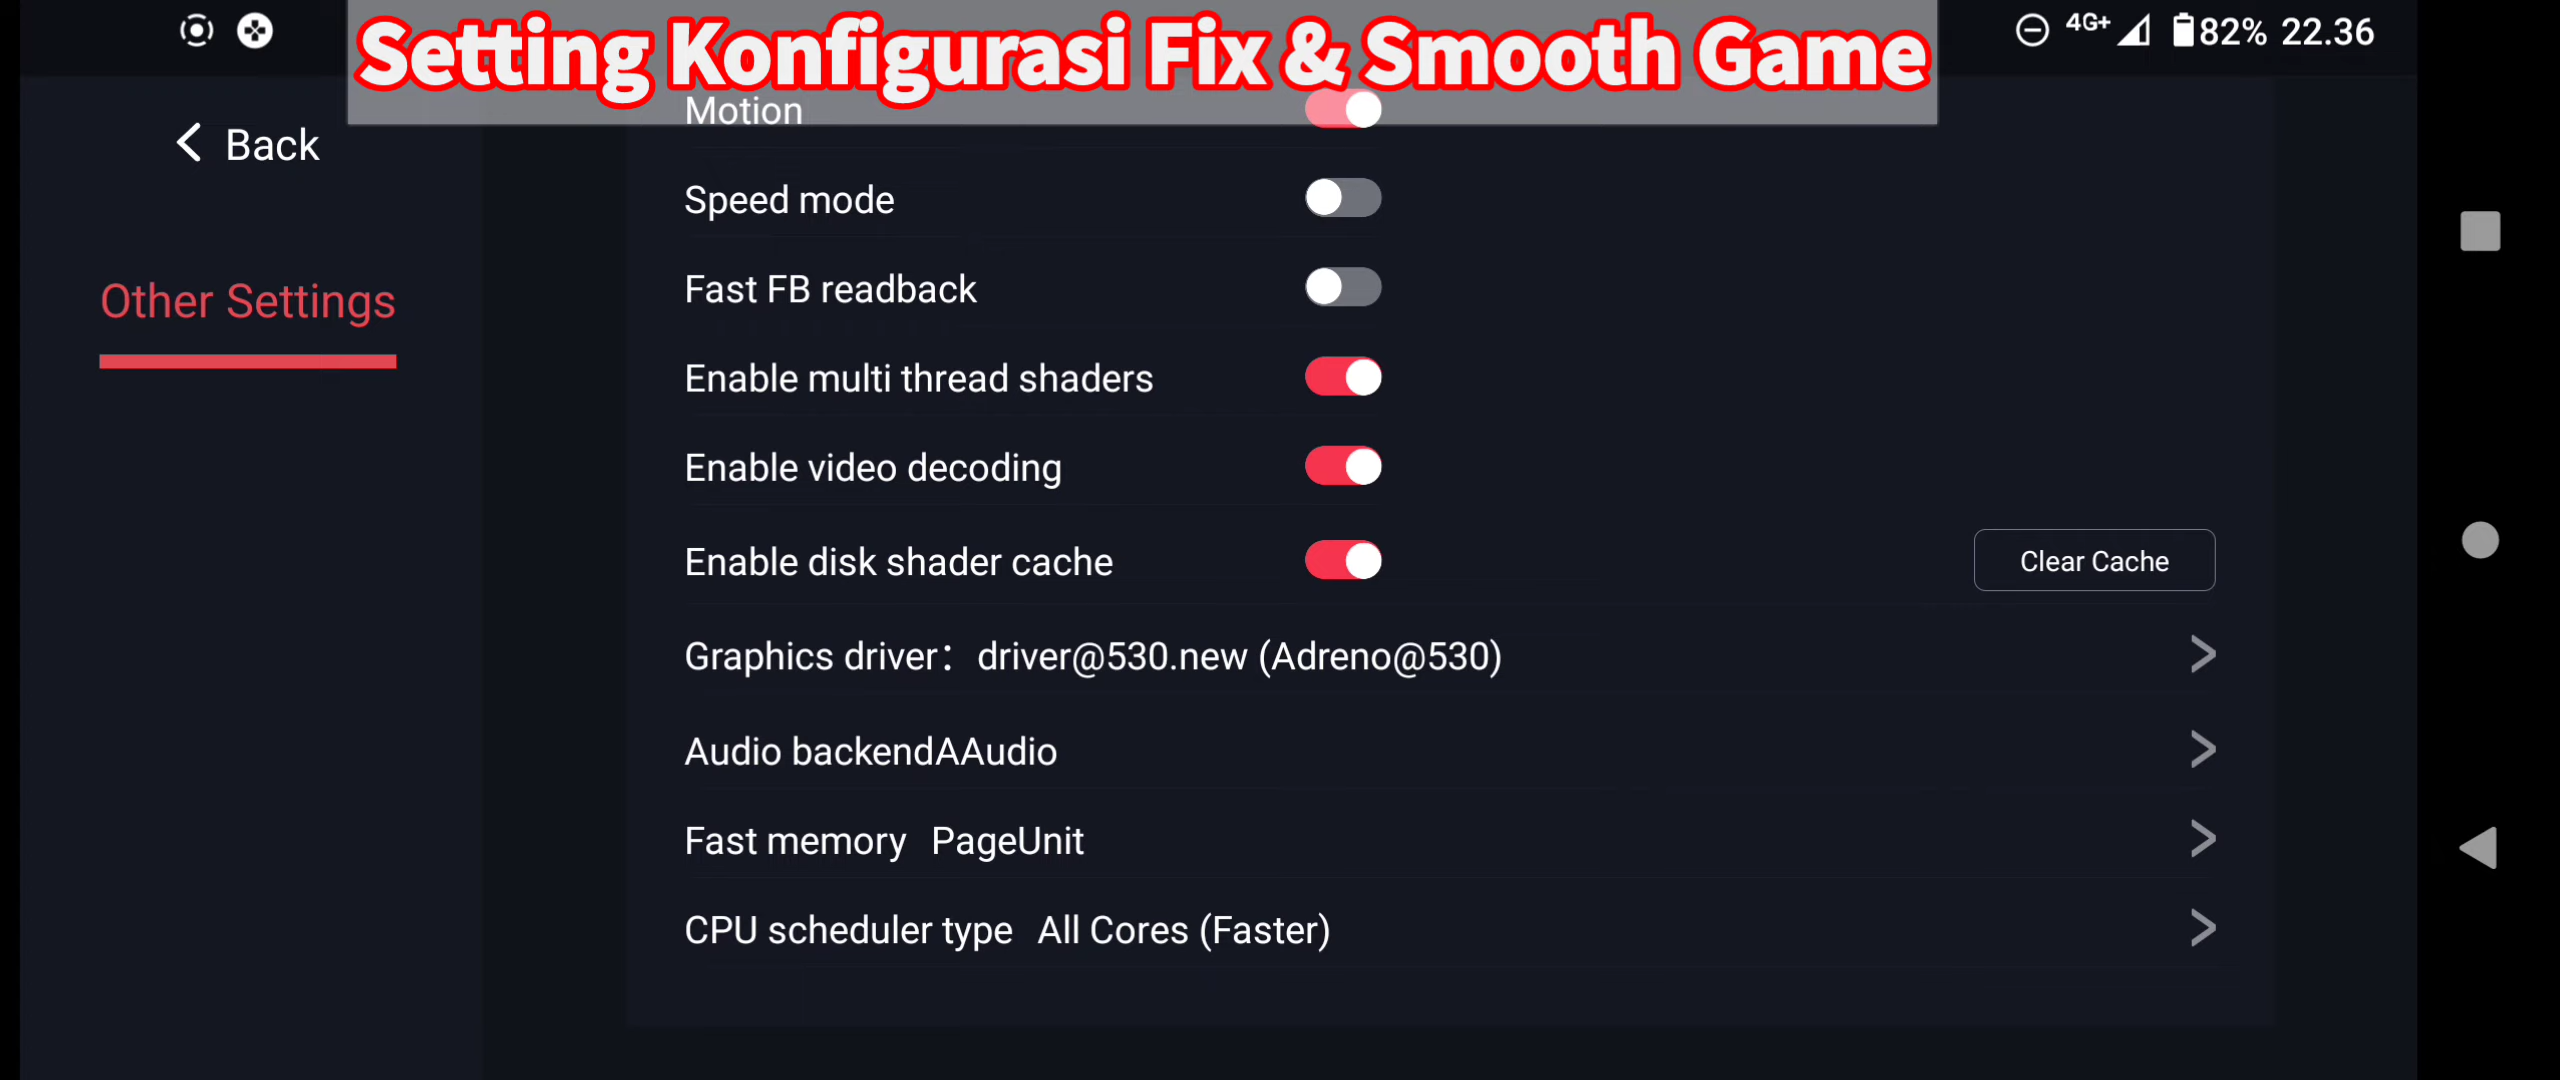 Setting Konfigurasi Fix & Smooth Game
4G+ 82% 22.36
Back
Other Settings
Motion
Speed mode
Fast FB readback
Enable multi thread shaders
Enable video decoding
Enable disk shader cache
Clear Cache
Graphics driver： driver@530.new (Adreno@530)
Audio backendAAudio
Fast memory PageUnit
CPU scheduler type All Cores (Faster)